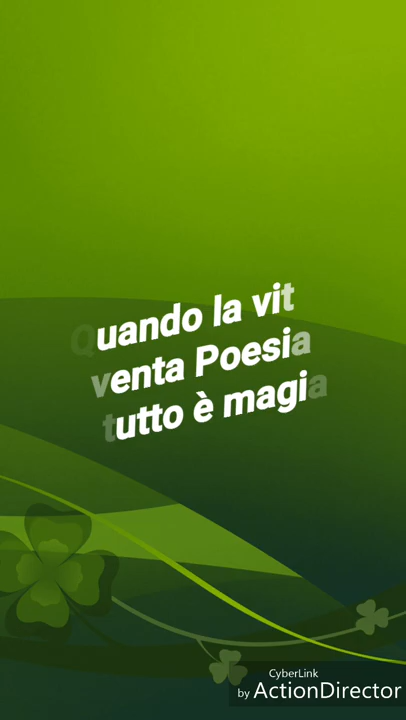 Quando la vit
venta Poesia
tutto è magia
CyberLink
by ActionDirector